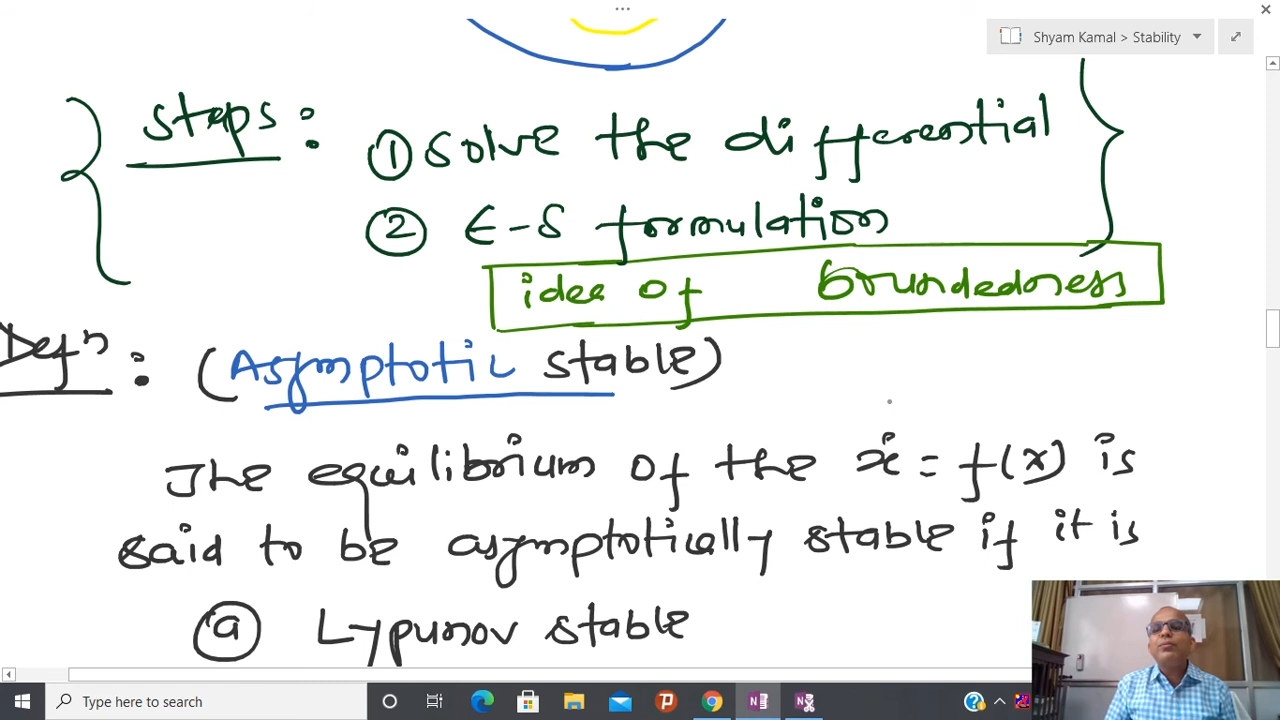 Shyam Kamal > Stability
Steps: ① Solve the differential
② ε-δ formulation
idea of boundedness
Defn: (Asymptotic stable)
The equilibrium of the ẋ = f(x) is
said to be asymptotically stable if it is
ⓐ Lypunov stable
Type here to search